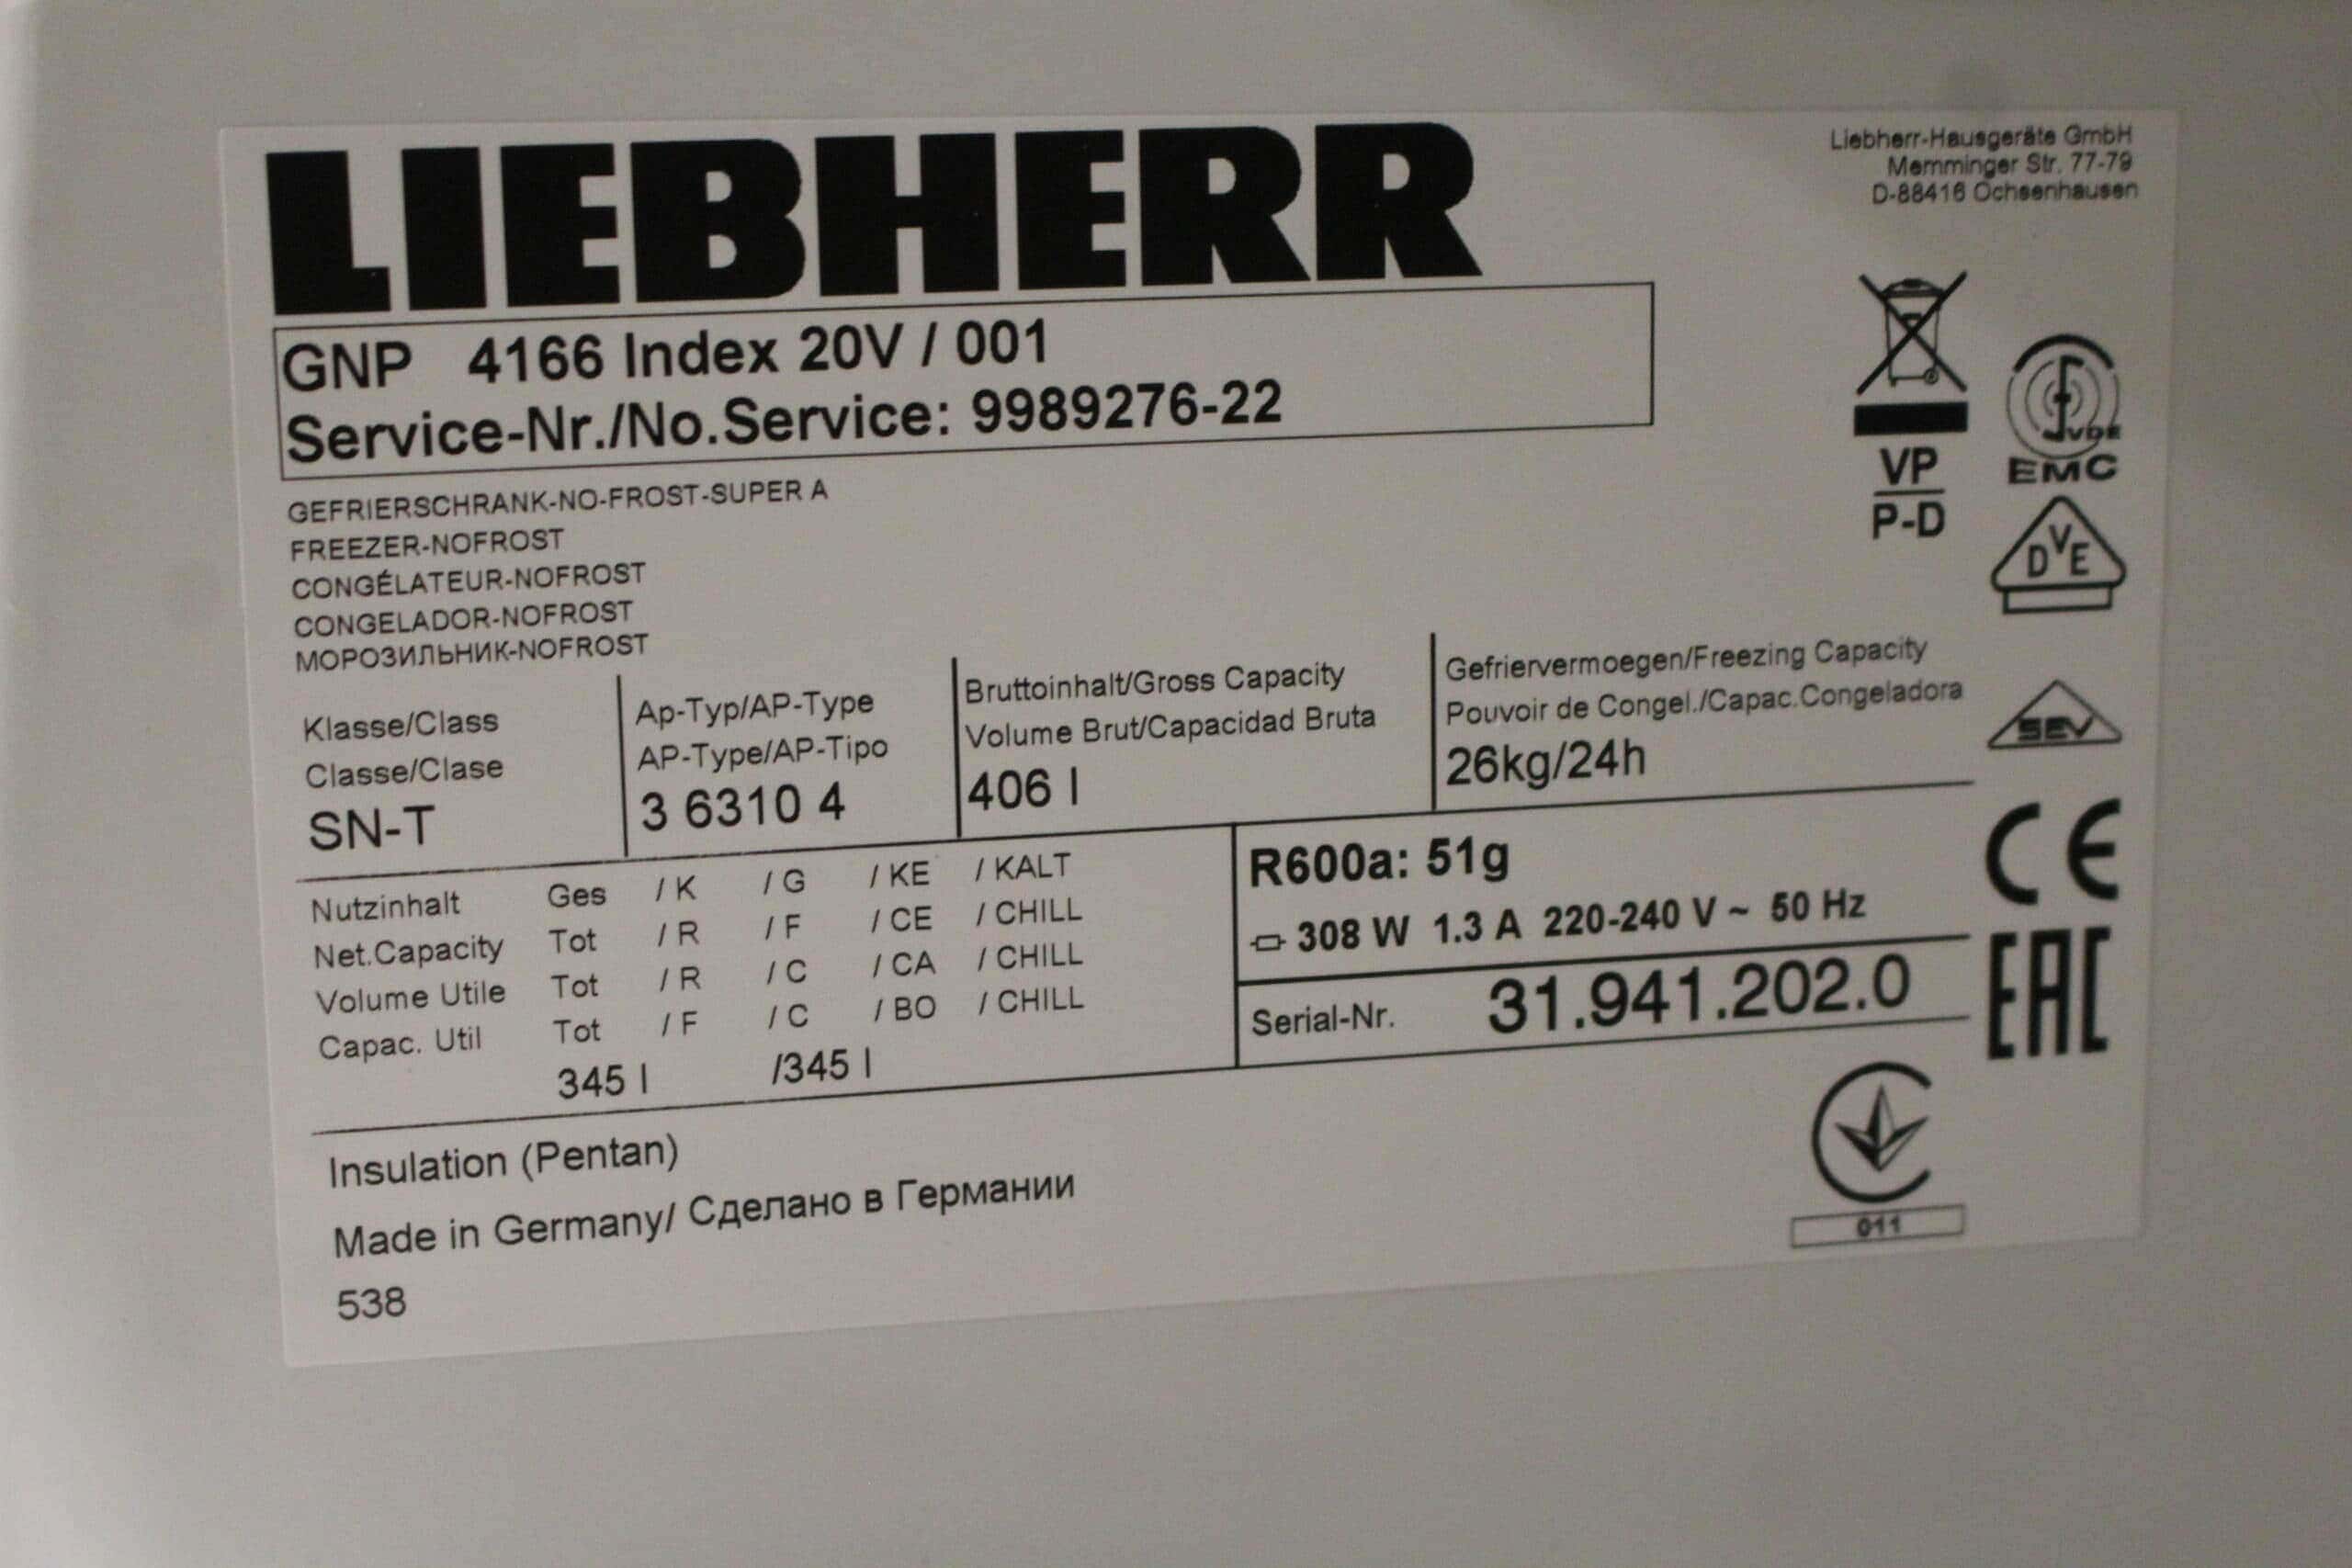 LIEBHERR
Liebherr-Hausgeräte GmbH
Memminger Str. 77-79
D-88416 Ochsenhausen
GNP 4166 Index 20V / 001
Service-Nr./No.Service: 9989276-22
GEFRIERSCHRANK-NO-FROST-SUPER A
FREEZER-NOFROST
CONGÉLATEUR-NOFROST
CONGELADOR-NOFROST
МОРОЗИЛЬНИК-NOFROST
VP
P-D
VDE
EMC
DVE
SEV
CE
EAC
Klasse/Class
Classe/Clase
SN-T
Ap-Typ/AP-Type
AP-Type/AP-Tipo
3 6310 4
Bruttoinhalt/Gross Capacity
Volume Brut/Capacidad Bruta
406 l
Gefriervermoegen/Freezing Capacity
Pouvoir de Congel./Capac.Congeladora
26kg/24h
Nutzinhalt Ges / K / G / KE / KALT
Net.Capacity Tot / R / F / CE / CHILL
Volume Utile Tot / R / C / CA / CHILL
Capac. Util Tot / F / C / BO / CHILL
345 l /345 l
R600a: 51g
308 W 1.3 A 220-240 V ~ 50 Hz
Serial-Nr. 31.941.202.0
Insulation (Pentan)
Made in Germany/ Сделано в Германии
538
011